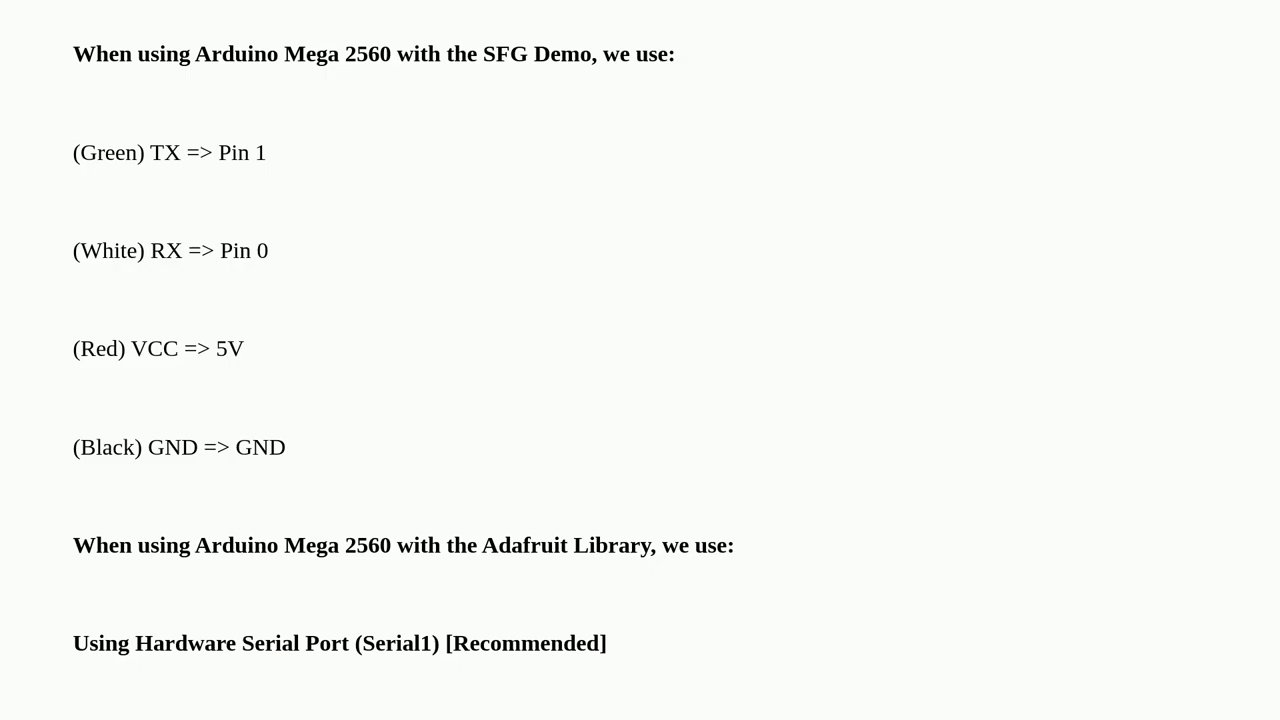 When using Arduino Mega 2560 with the SFG Demo, we use:
(Green) TX => Pin 1
(White) RX => Pin 0
(Red) VCC => 5V
(Black) GND => GND
When using Arduino Mega 2560 with the Adafruit Library, we use:
Using Hardware Serial Port (Serial1) [Recommended]